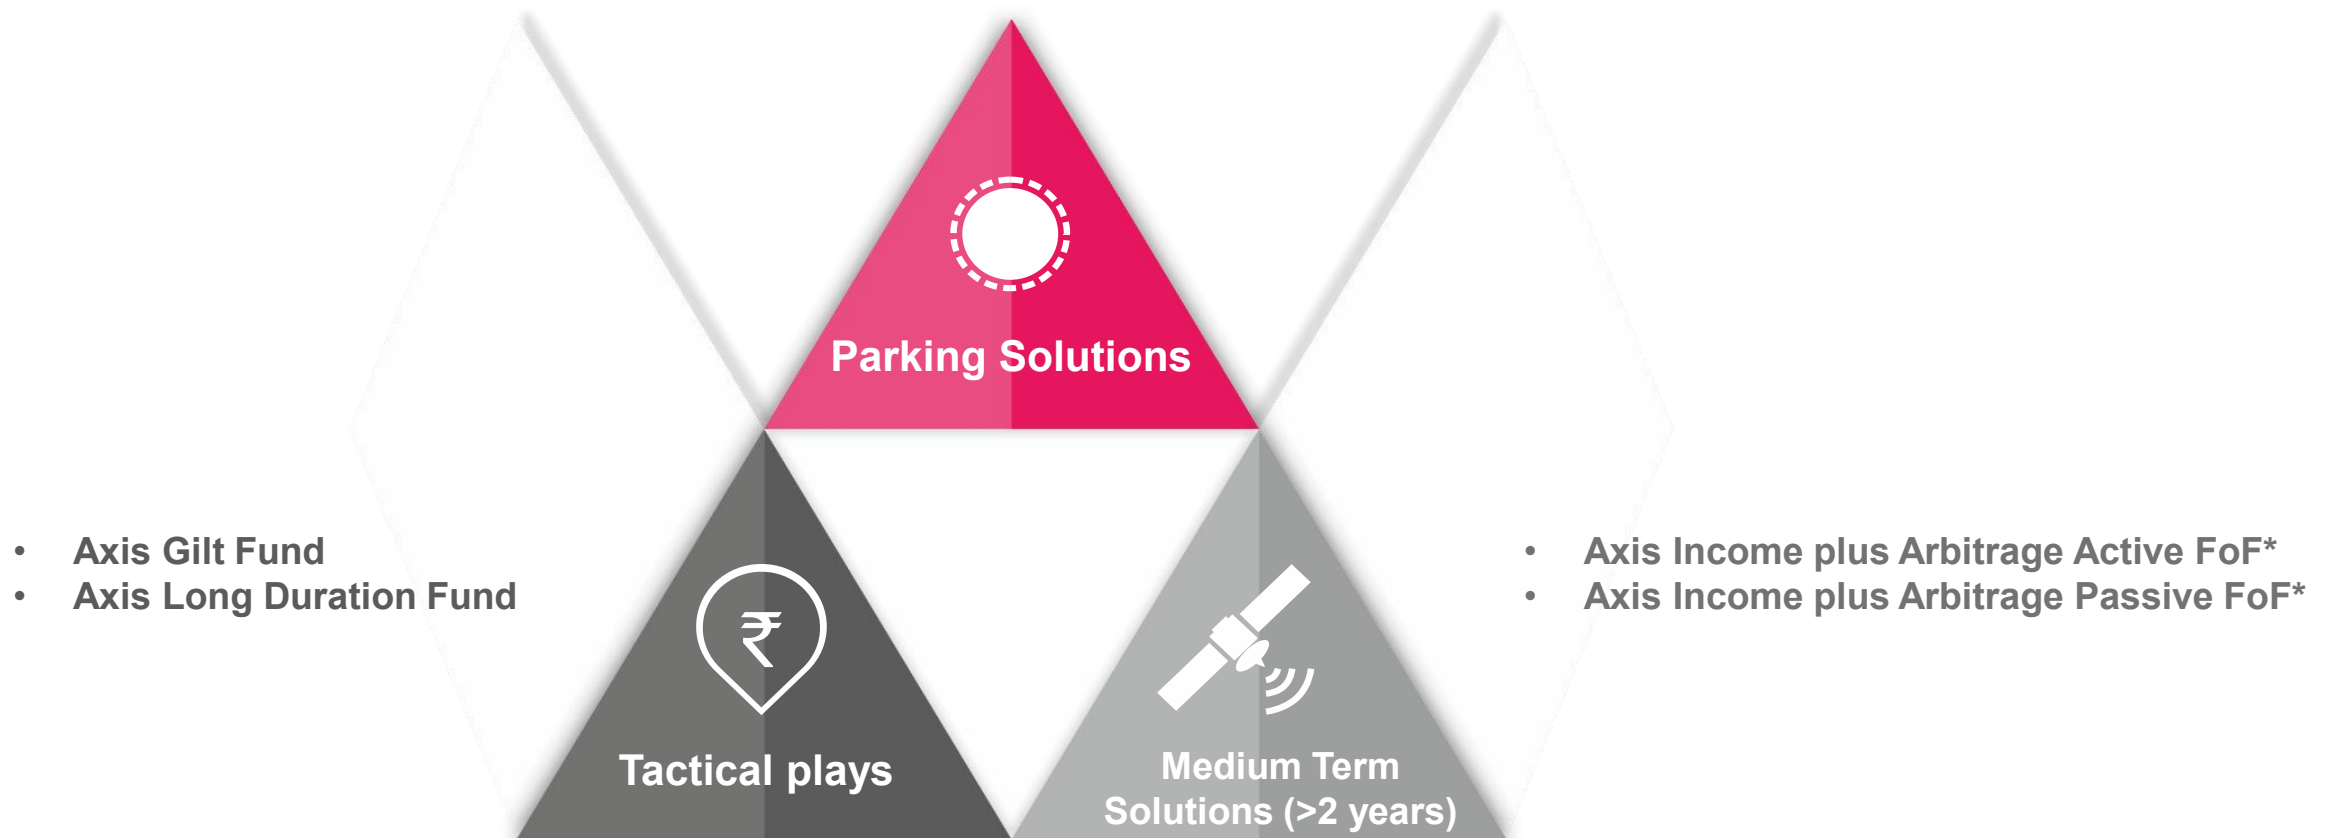 Parking Solutions
• Axis Gilt Fund
• Axis Long Duration Fund
₹
Tactical plays
Medium Term
Solutions (>2 years)
• Axis Income plus Arbitrage Active FoF*
• Axis Income plus Arbitrage Passive FoF*